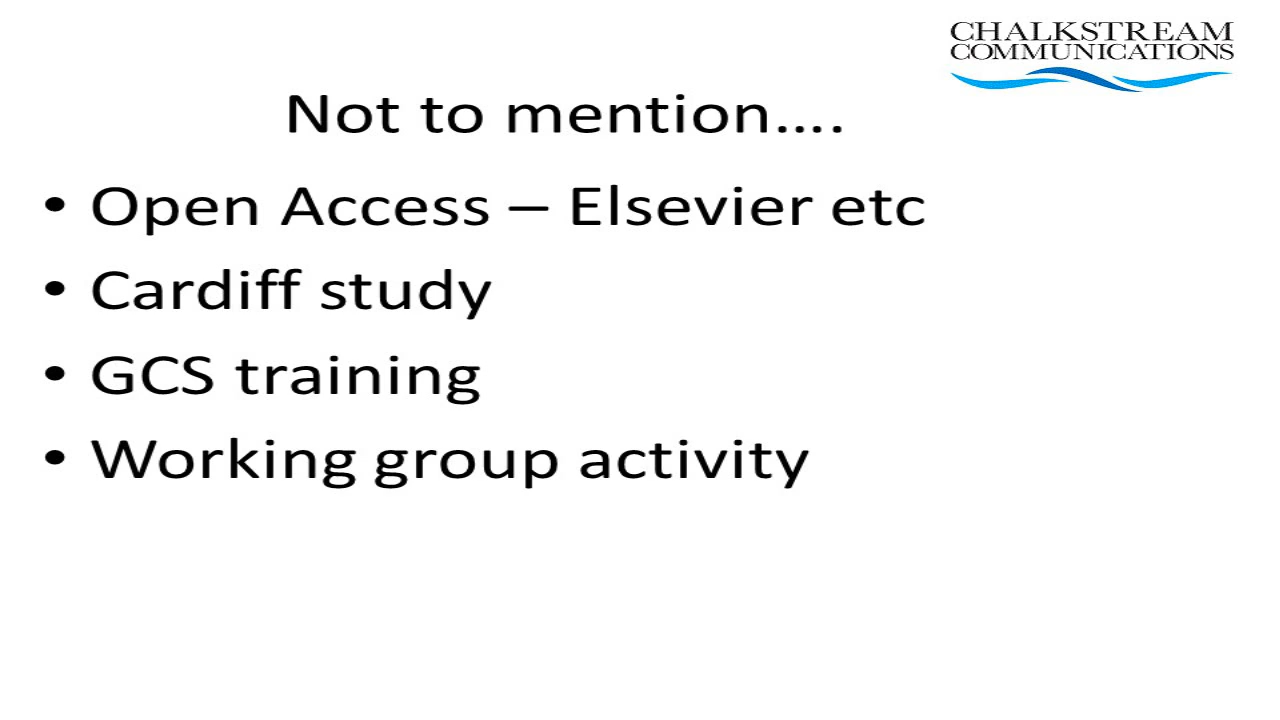 CHALKSTREAM
COMMUNICATIONS
Not to mention....
• Open Access – Elsevier etc
• Cardiff study
• GCS training
• Working group activity